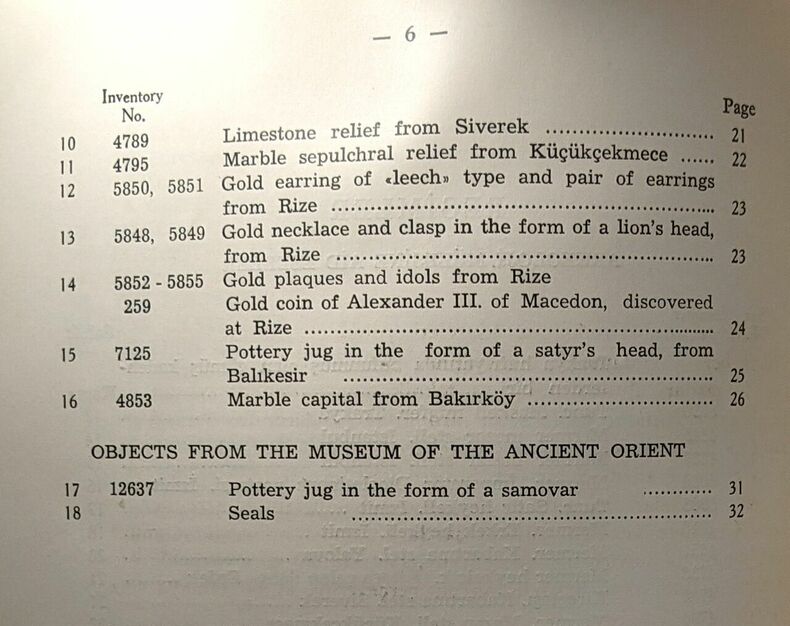 — 6 —
Inventory
No. Page
10 4789 Limestone relief from Siverek ............................ 21
11 4795 Marble sepulchral relief from Küçükçekmece ...... 22
12 5850, 5851 Gold earring of «leech» type and pair of earrings
from Rize ................................................................ 23
13 5848, 5849 Gold necklace and clasp in the form of a lion's head,
from Rize ................................................................ 23
14 5852 - 5855 Gold plaques and idols from Rize
259 Gold coin of Alexander III. of Macedon, discovered
at Rize .................................................................... 24
15 7125 Pottery jug in the form of a satyr's head, from
Balıkesir .............................................................. 25
16 4853 Marble capital from Bakırköy ............................... 26
OBJECTS FROM THE MUSEUM OF THE ANCIENT ORIENT
17 12637 Pottery jug in the form of a samovar ............ 31
18 Seals ............................................................ 32